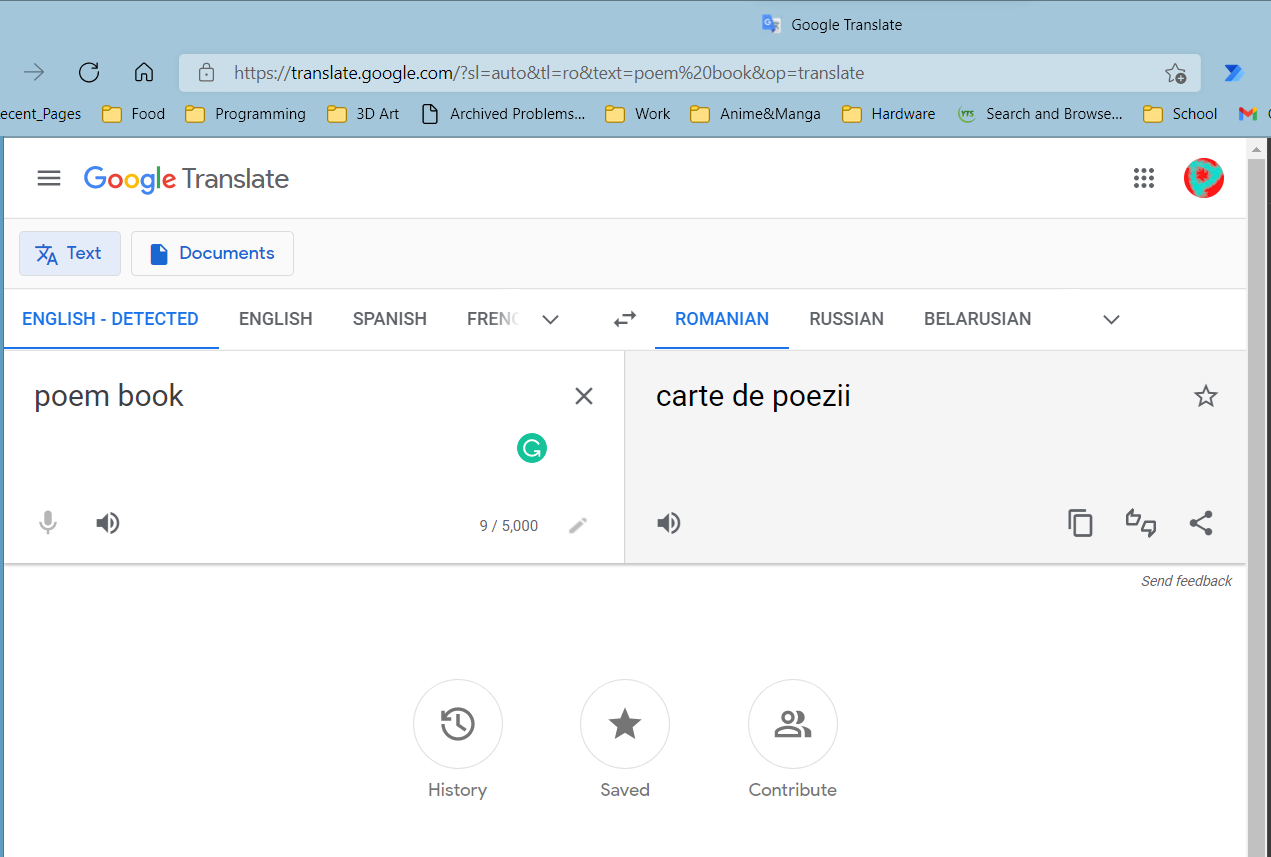 Google Translate
https://translate.google.com/?sl=auto&tl=ro&text=poem%20book&op=translate
ecent_Pages Food Programming 3D Art Archived Problems... Work Anime&Manga Hardware YTS Search and Browse... School
Google Translate
Text Documents
ENGLISH - DETECTED ENGLISH SPANISH FRENC ROMANIAN RUSSIAN BELARUSIAN
poem book carte de poezii
9 / 5,000
Send feedback
History Saved Contribute